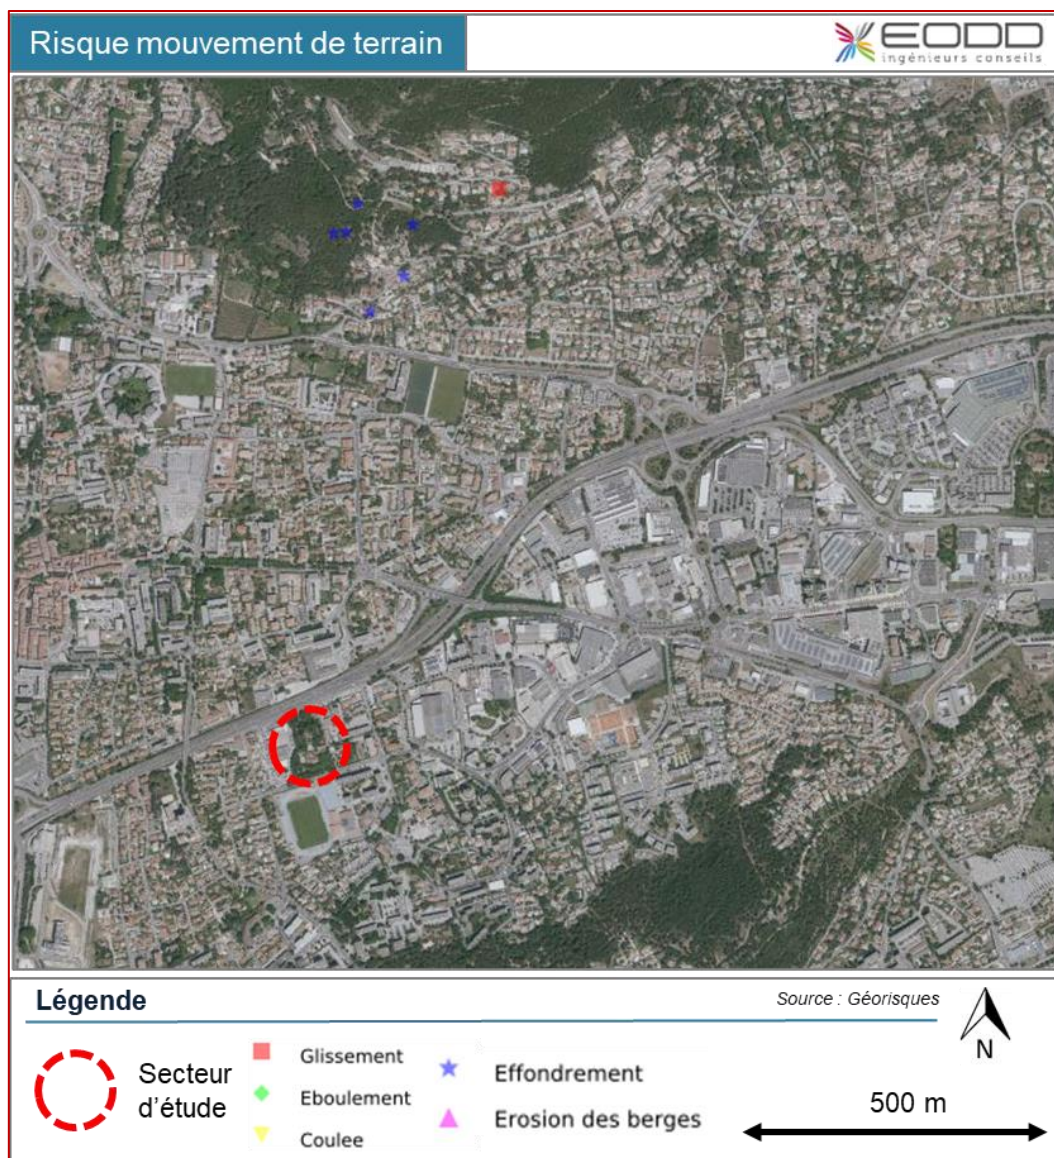 Risque mouvement de terrain
EODD
ingénieurs conseils
Légende
Source : Géorisques
N
Secteur
d’étude
Glissement
Eboulement
Coulee
Effondrement
Erosion des berges
500 m